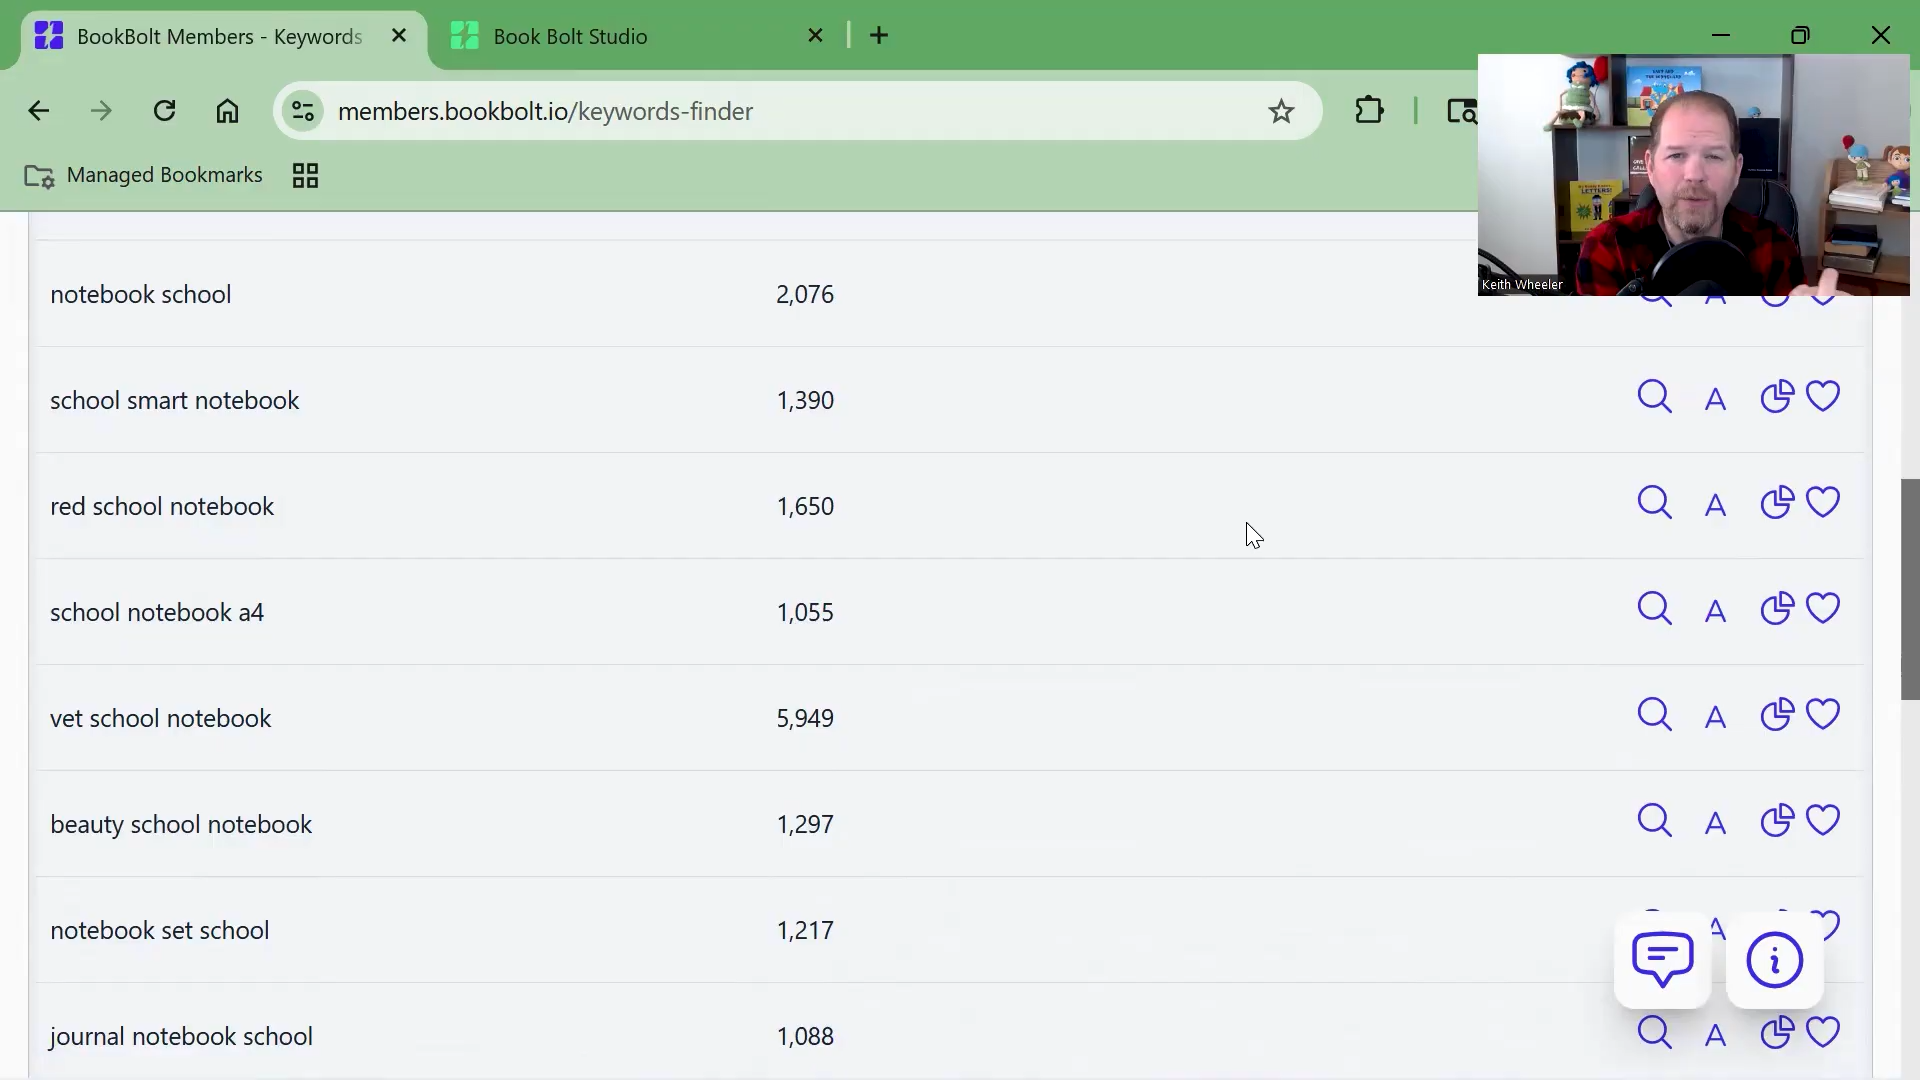 BookBolt Members - Keywords
Book Bolt Studio
members.bookbolt.io/keywords-finder
Managed Bookmarks
Keith Wheeler
notebook school 2,076
school smart notebook 1,390
A
red school notebook 1,650
A
school notebook a4 1,055
A
vet school notebook 5,949
A
beauty school notebook 1,297
A
notebook set school 1,217
journal notebook school 1,088
A